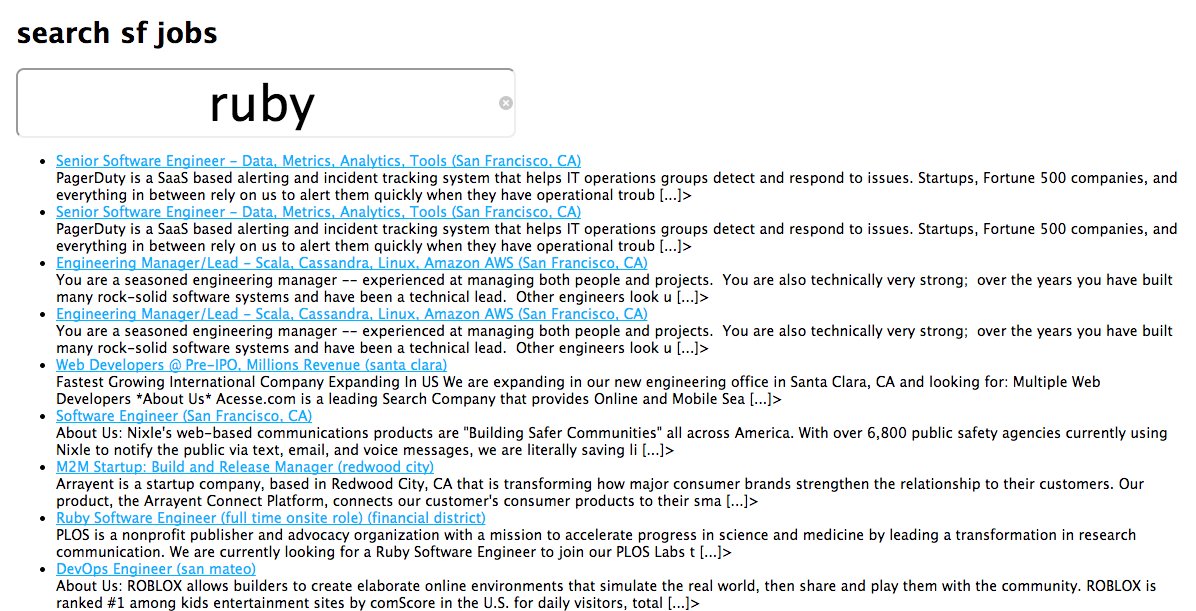 search sf jobs
ruby
Senior Software Engineer - Data, Metrics, Analytics, Tools (San Francisco, CA)
PagerDuty is a SaaS based alerting and incident tracking system that helps IT operations groups detect and respond to issues. Startups, Fortune 500 companies, and
everything in between rely on us to alert them quickly when they have operational troub [...]>
Senior Software Engineer - Data, Metrics, Analytics, Tools (San Francisco, CA)
PagerDuty is a SaaS based alerting and incident tracking system that helps IT operations groups detect and respond to issues. Startups, Fortune 500 companies, and
everything in between rely on us to alert them quickly when they have operational troub [...]>
Engineering Manager/Lead - Scala, Cassandra, Linux, Amazon AWS (San Francisco, CA)
You are a seasoned engineering manager -- experienced at managing both people and projects.  You are also technically very strong;  over the years you have built
many rock-solid software systems and have been a technical lead.  Other engineers look u [...]>
Engineering Manager/Lead - Scala, Cassandra, Linux, Amazon AWS (San Francisco, CA)
You are a seasoned engineering manager -- experienced at managing both people and projects.  You are also technically very strong;  over the years you have built
many rock-solid software systems and have been a technical lead.  Other engineers look u [...]>
Web Developers @ Pre-IPO, Millions Revenue (santa clara)
Fastest Growing International Company Expanding In US We are expanding in our new engineering office in Santa Clara, CA and looking for: Multiple Web
Developers *About Us* Acesse.com is a leading Search Company that provides Online and Mobile Sea [...]>
Software Engineer (San Francisco, CA)
About Us: Nixle's web-based communications products are "Building Safer Communities" all across America. With over 6,800 public safety agencies currently using
Nixle to notify the public via text, email, and voice messages, we are literally saving li [...]>
M2M Startup: Build and Release Manager (redwood city)
Arrayent is a startup company, based in Redwood City, CA that is transforming how major consumer brands strengthen the relationship to their customers. Our
product, the Arrayent Connect Platform, connects our customer's consumer products to their sma [...]>
Ruby Software Engineer (full time onsite role) (financial district)
PLOS is a nonprofit publisher and advocacy organization with a mission to accelerate progress in science and medicine by leading a transformation in research
communication. We are currently looking for a Ruby Software Engineer to join our PLOS Labs t [...]>
DevOps Engineer (san mateo)
About Us: ROBLOX allows builders to create elaborate online environments that simulate the real world, then share and play them with the community. ROBLOX is
ranked #1 among kids entertainment sites by comScore in the U.S. for daily visitors, total [...]>